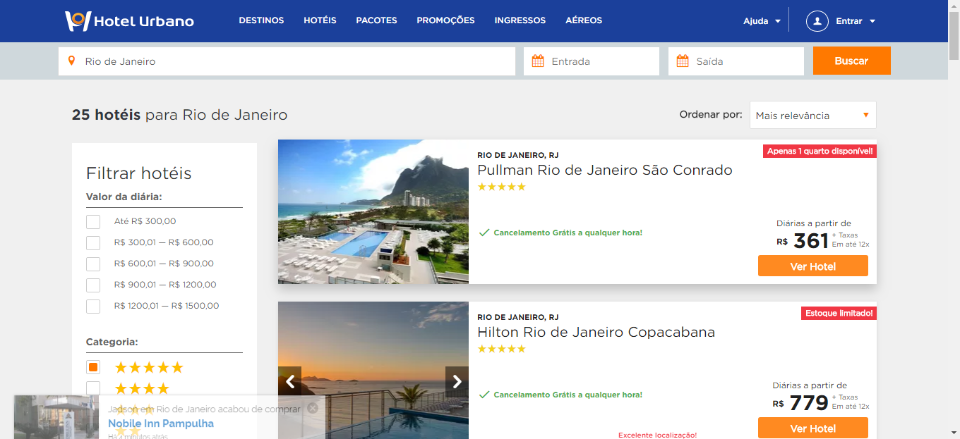 Hotel Urbano
DESTINOS HOTÉIS PACOTES PROMOÇÕES INGRESSOS AÉREOS
Ajuda
Entrar
Rio de Janeiro
Entrada
Saída
Buscar
25 hotéis para Rio de Janeiro
Ordenar por:
Mais relevância
Filtrar hotéis
Valor da diária:
Até R$ 300,00
R$ 300,01 — R$ 600,00
R$ 600,01 — R$ 900,00
R$ 900,01 — R$ 1200,00
R$ 1200,01 — R$ 1500,00
Categoria:
Apenas 1 quarto disponível!
RIO DE JANEIRO, RJ
Pullman Rio de Janeiro São Conrado
Cancelamento Grátis a qualquer hora!
Diárias a partir de
R$ 361 + Taxas
Em até 12x
Ver Hotel
Estoque limitado!
RIO DE JANEIRO, RJ
Hilton Rio de Janeiro Copacabana
Cancelamento Grátis a qualquer hora!
Diárias a partir de
R$ 779 + Taxas
Em até 12x
Ver Hotel
Excelente localização!
Jadson em Rio de Janeiro acabou de comprar
Nobile Inn Pampulha